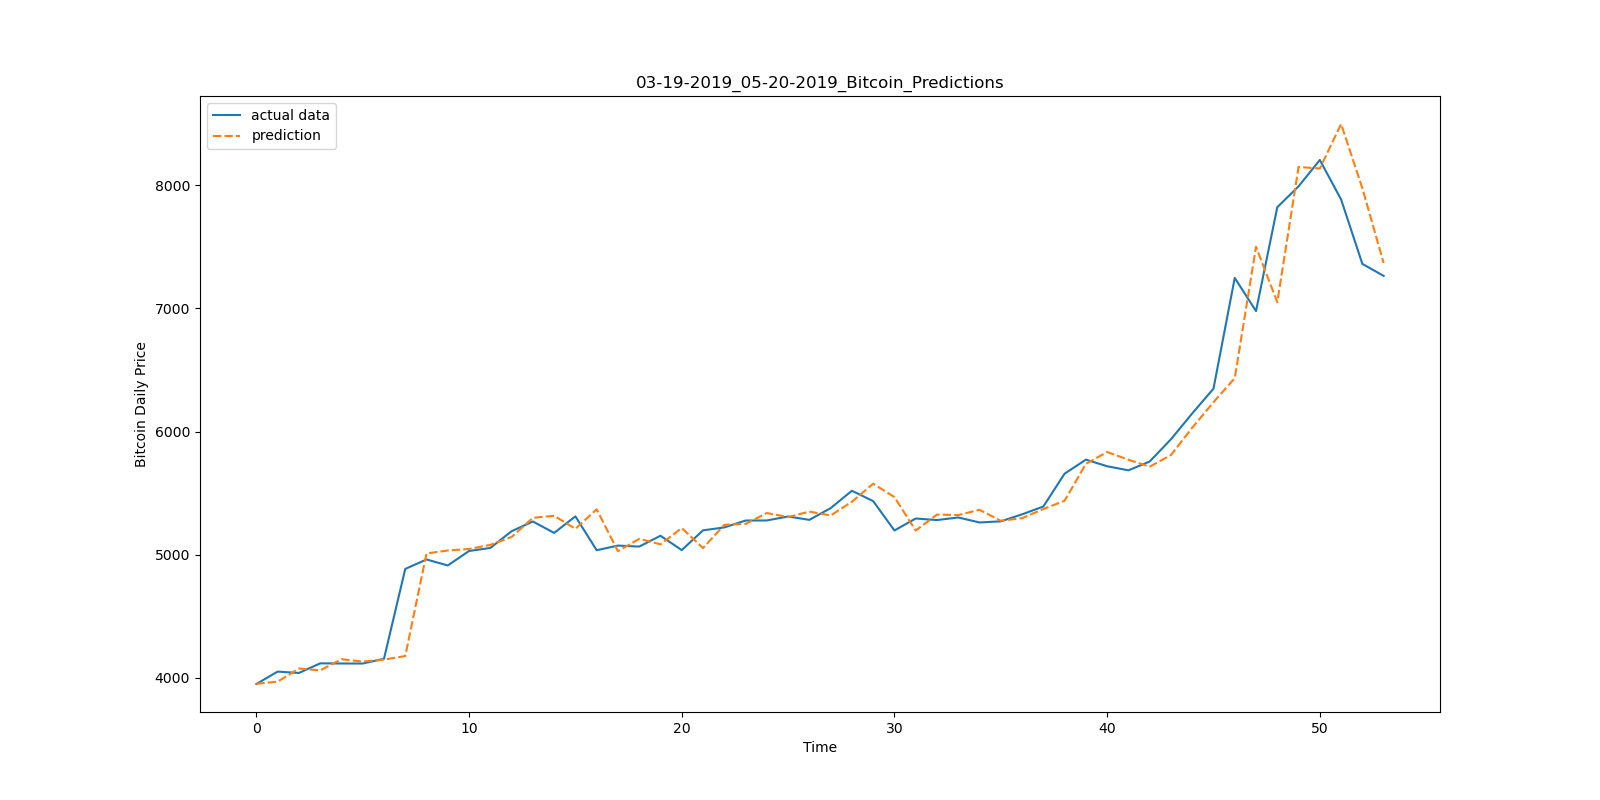 03-19-2019_05-20-2019_Bitcoin_Predictions
actual data
prediction
8000
7000
6000
5000
4000
Bitcoin Daily Price
0 10 20 30 40 50
Time